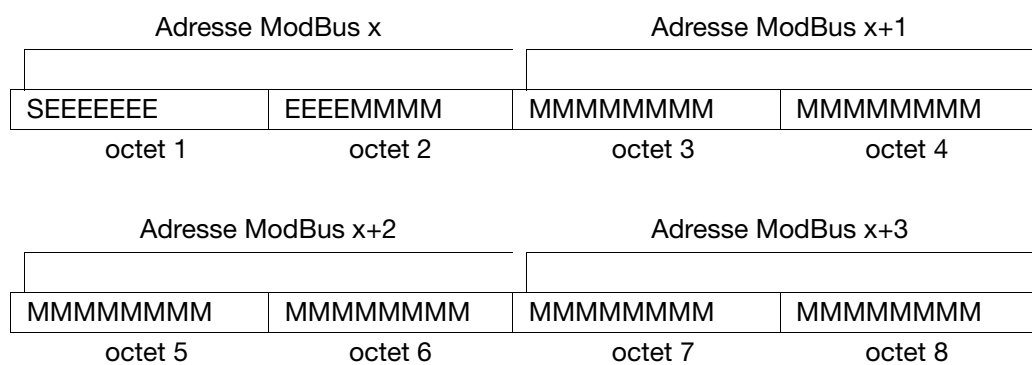 Adresse ModBus x Adresse ModBus x+1
SEEEEEEE EEEEMMMM MMMMMMMM MMMMMMMM
octet 1 octet 2 octet 3 octet 4
Adresse ModBus x+2 Adresse ModBus x+3
MMMMMMMM MMMMMMMM MMMMMMMM MMMMMMMM
octet 5 octet 6 octet 7 octet 8